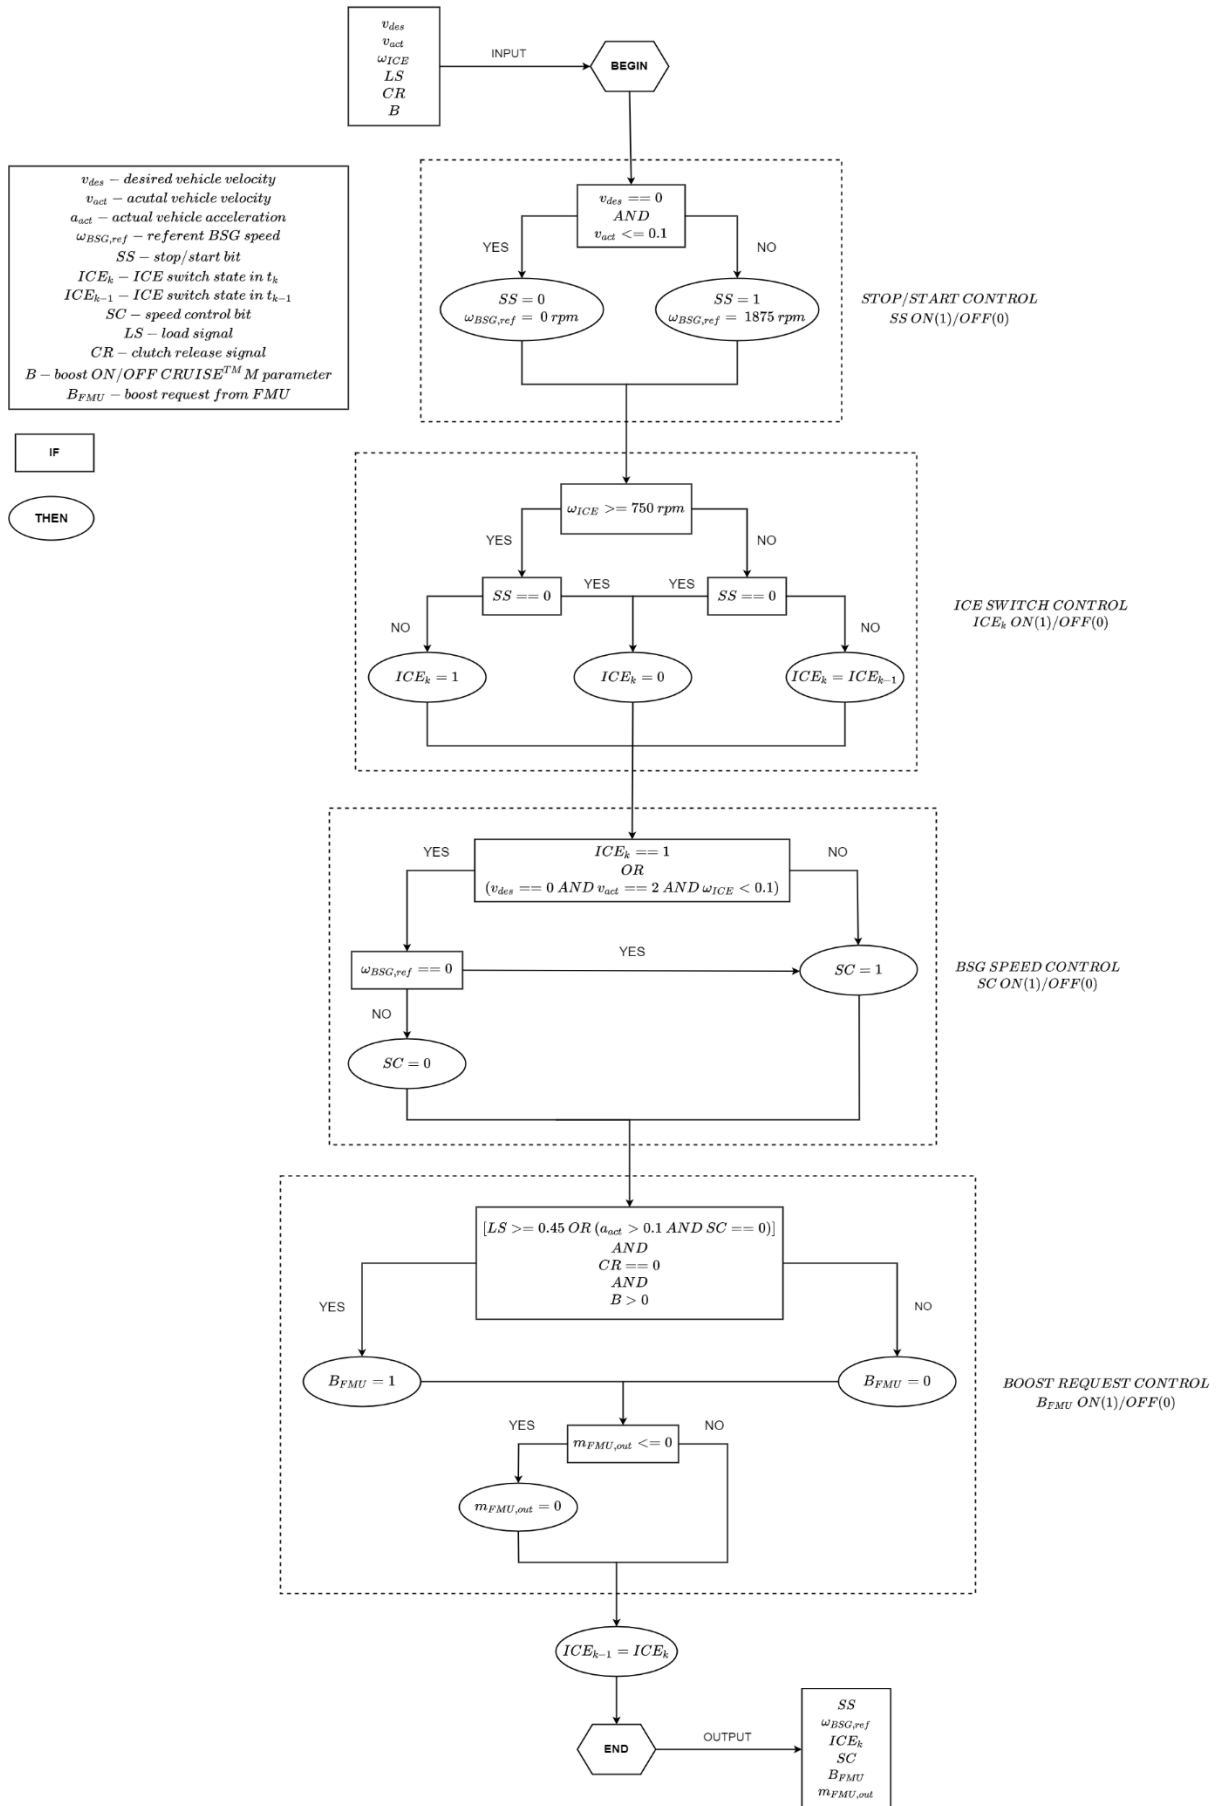 v_des
v_act
ω_ICE
LS
CR
B
INPUT
BEGIN
v_des − desired vehicle velocity
v_act − acutal vehicle velocity
a_act − actual vehicle acceleration
ω_BSG,ref − referent BSG speed
SS − stop/start bit
ICE_k − ICE switch state in t_k
ICE_k−1 − ICE switch state in t_k−1
SC − speed control bit
LS − load signal
CR − clutch release signal
B − boost ON/OFF CRUISE^TM M parameter
B_FMU − boost request from FMU
IF
THEN
v_des == 0
AND
v_act <= 0.1
YES
NO
SS = 0
ω_BSG,ref = 0 rpm
SS = 1
ω_BSG,ref = 1875 rpm
STOP/START CONTROL
SS ON(1)/OFF(0)
ω_ICE >= 750 rpm
YES
NO
SS == 0
YES
YES
SS == 0
NO
NO
ICE_k = 1
ICE_k = 0
ICE_k = ICE_k−1
ICE SWITCH CONTROL
ICE_k ON(1)/OFF(0)
YES
ICE_k == 1
OR
(v_des == 0 AND v_act == 2 AND ω_ICE < 0.1)
NO
ω_BSG,ref == 0
YES
SC = 1
NO
SC = 0
BSG SPEED CONTROL
SC ON(1)/OFF(0)
[LS >= 0.45 OR (a_act > 0.1 AND SC == 0)]
AND
CR == 0
AND
B > 0
YES
NO
B_FMU = 1
B_FMU = 0
BOOST REQUEST CONTROL
B_FMU ON(1)/OFF(0)
YES
m_FMU,out <= 0
NO
m_FMU,out = 0
ICE_k−1 = ICE_k
END
OUTPUT
SS
ω_BSG,ref
ICE_k
SC
B_FMU
m_FMU,out